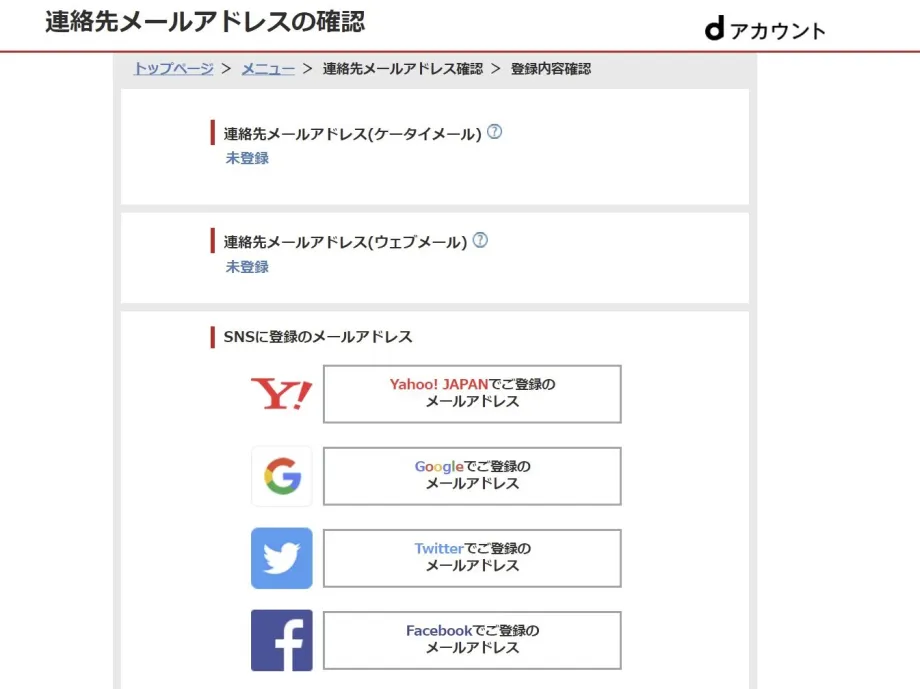 連絡先メールアドレスの確認
dアカウント
トップページ > メニュー > 連絡先メールアドレス確認 > 登録内容確認
連絡先メールアドレス(ケータイメール) ?
未登録
連絡先メールアドレス(ウェブメール) ?
未登録
SNSに登録のメールアドレス
Y!
Yahoo! JAPANでご登録の
メールアドレス
G
Googleでご登録の
メールアドレス
Twitterでご登録の
メールアドレス
f
Facebookでご登録の
メールアドレス